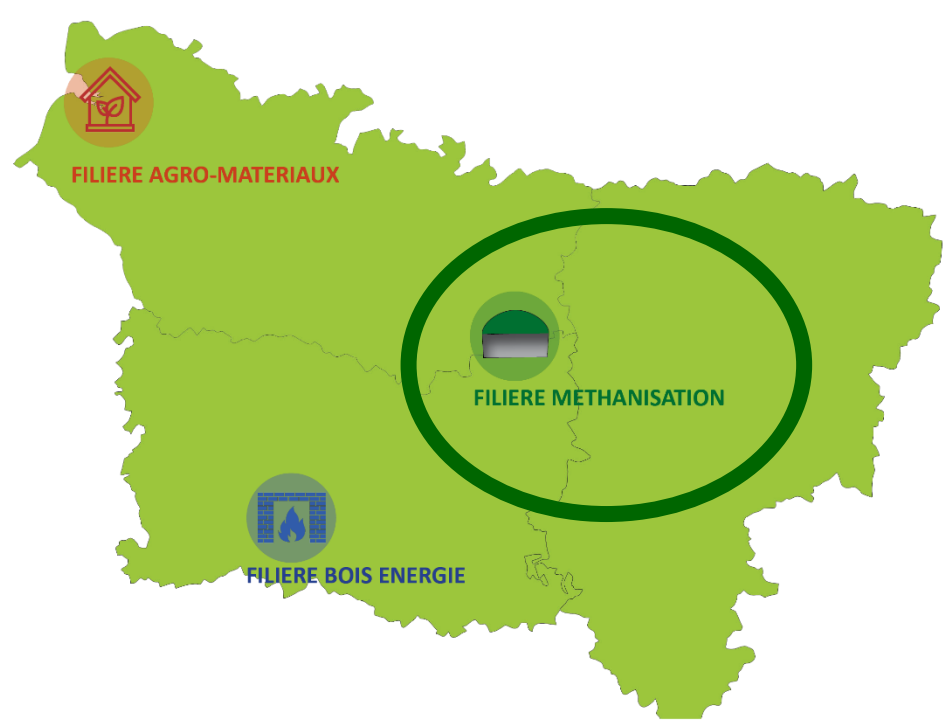 FILIERE AGRO-MATERIAUX
FILIERE METHANISATION
FILIERE BOIS ENERGIE